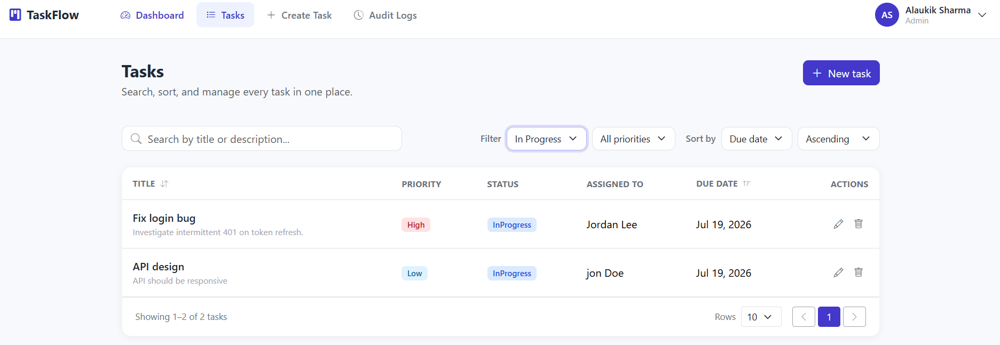 TaskFlow Dashboard Tasks Create Task Audit Logs AS Alaukik Sharma
Admin
Tasks
New task
Search, sort, and manage every task in one place.
Search by title or description... Filter In Progress All priorities Sort by Due date Ascending
TITLE PRIORITY STATUS ASSIGNED TO DUE DATE ACTIONS
Fix login bug
Investigate intermittent 401 on token refresh.
High InProgress Jordan Lee Jul 19, 2026
API design
API should be responsive
Low InProgress jon Doe Jul 19, 2026
Showing 1–2 of 2 tasks Rows 10 1